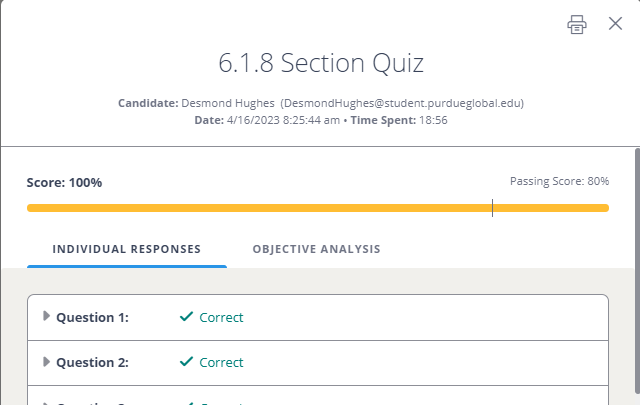 6.1.8 Section Quiz
Candidate: Desmond Hughes (DesmondHughes@student.purdueglobal.edu)
Date: 4/16/2023 8:25:44 am • Time Spent: 18:56
Score: 100%
Passing Score: 80%
INDIVIDUAL RESPONSES
OBJECTIVE ANALYSIS
Question 1: Correct
Question 2: Correct